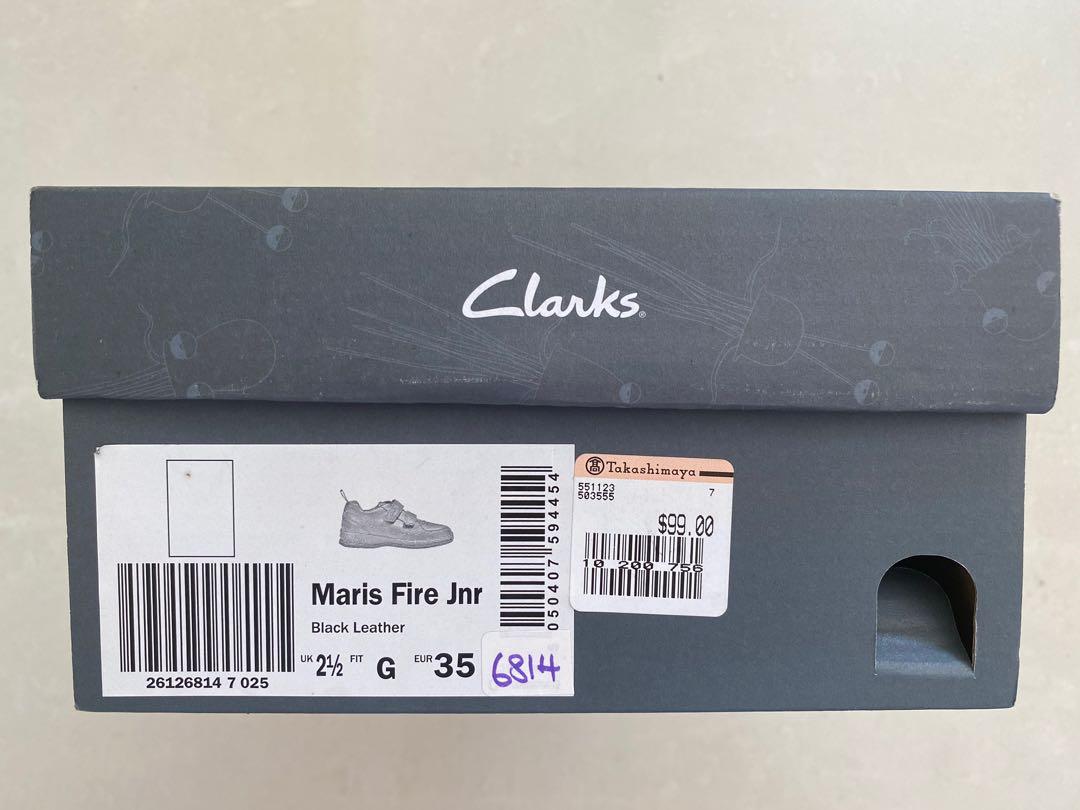 Clarks
Maris Fire Jnr
Black Leather
UK 2½ FIT G EUR 35
26126814 7 025
050407 594454
6814
高 Takashimaya
551123
503555 7
$99.00
10 200 756